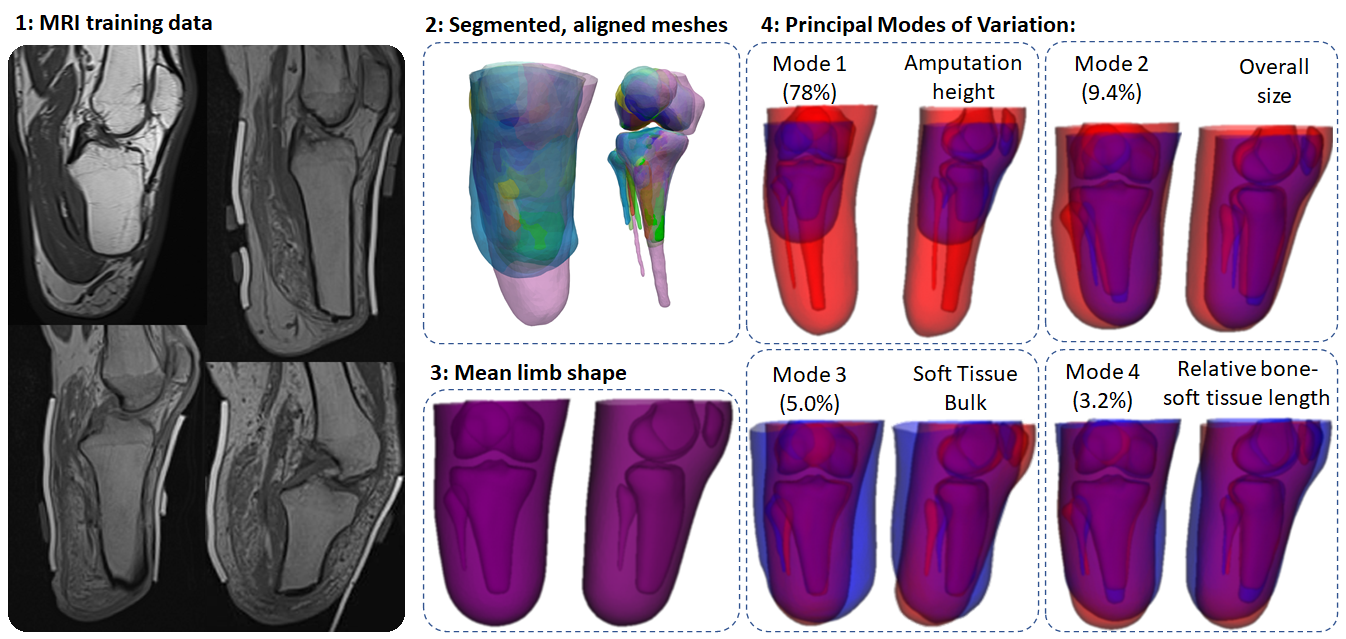 1: MRI training data
2: Segmented, aligned meshes
4: Principal Modes of Variation:
Mode 1
(78%)
Amputation
height
Mode 2
(9.4%)
Overall
size
3: Mean limb shape
Mode 3
(5.0%)
Soft Tissue
Bulk
Mode 4
(3.2%)
Relative bone-
soft tissue length